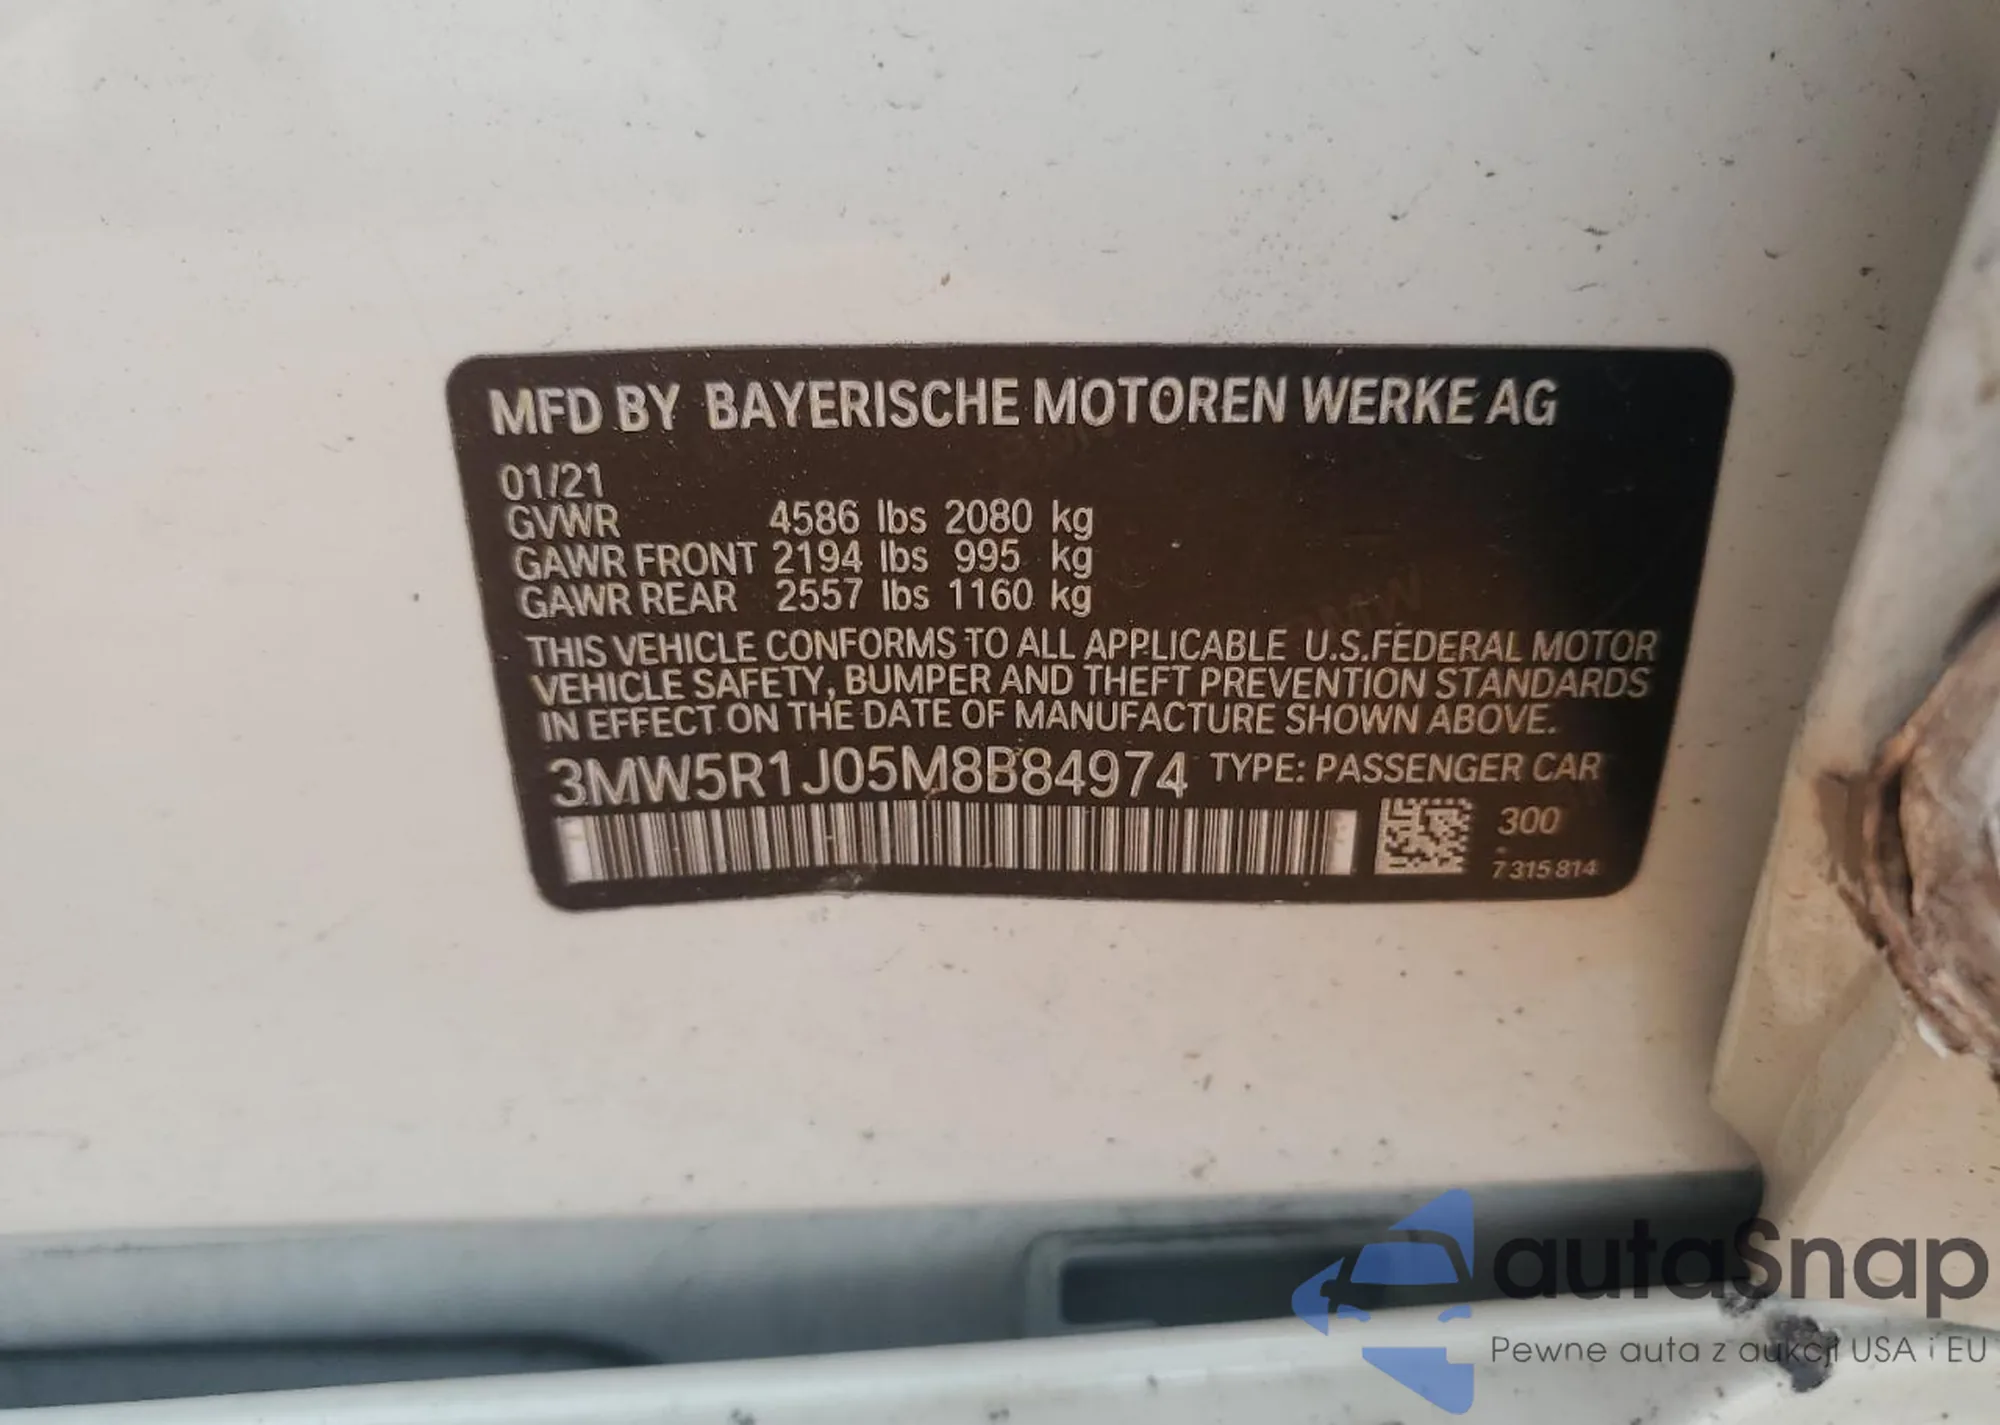 MFD BY BAYERISCHE MOTOREN WERKE AG
01/21
GVWR 4586 lbs 2080 kg
GAWR FRONT 2194 lbs 995 kg
GAWR REAR 2557 lbs 1160 kg
THIS VEHICLE CONFORMS TO ALL APPLICABLE U.S.FEDERAL MOTOR
VEHICLE SAFETY, BUMPER AND THEFT PREVENTION STANDARDS
IN EFFECT ON THE DATE OF MANUFACTURE SHOWN ABOVE.
3MW5R1J05M8B84974 TYPE: PASSENGER CAR
300
7 315 814
autaSnap
Pewne auta z aukcji USA i EU